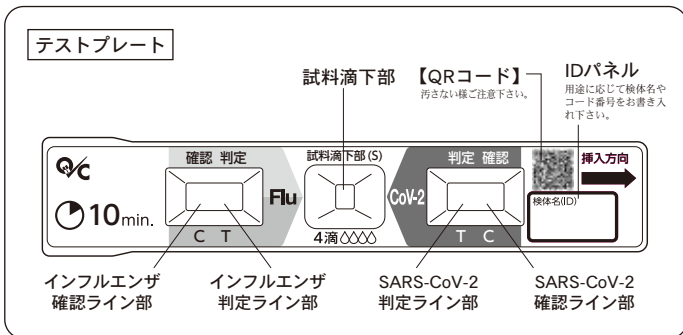 テストプレート
試料滴下部
【QRコード】
汚さない様ご注意下さい。
IDパネル
用途に応じて検体名や
コード番号をお書き入
れ下さい。
Q/C
10min.
確認 判定
C T
Flu
試料滴下部(S)
4滴
CoV-2
判定 確認
T C
挿入方向
検体名(ID)
インフルエンザ
確認ライン部
インフルエンザ
判定ライン部
SARS-CoV-2
判定ライン部
SARS-CoV-2
確認ライン部